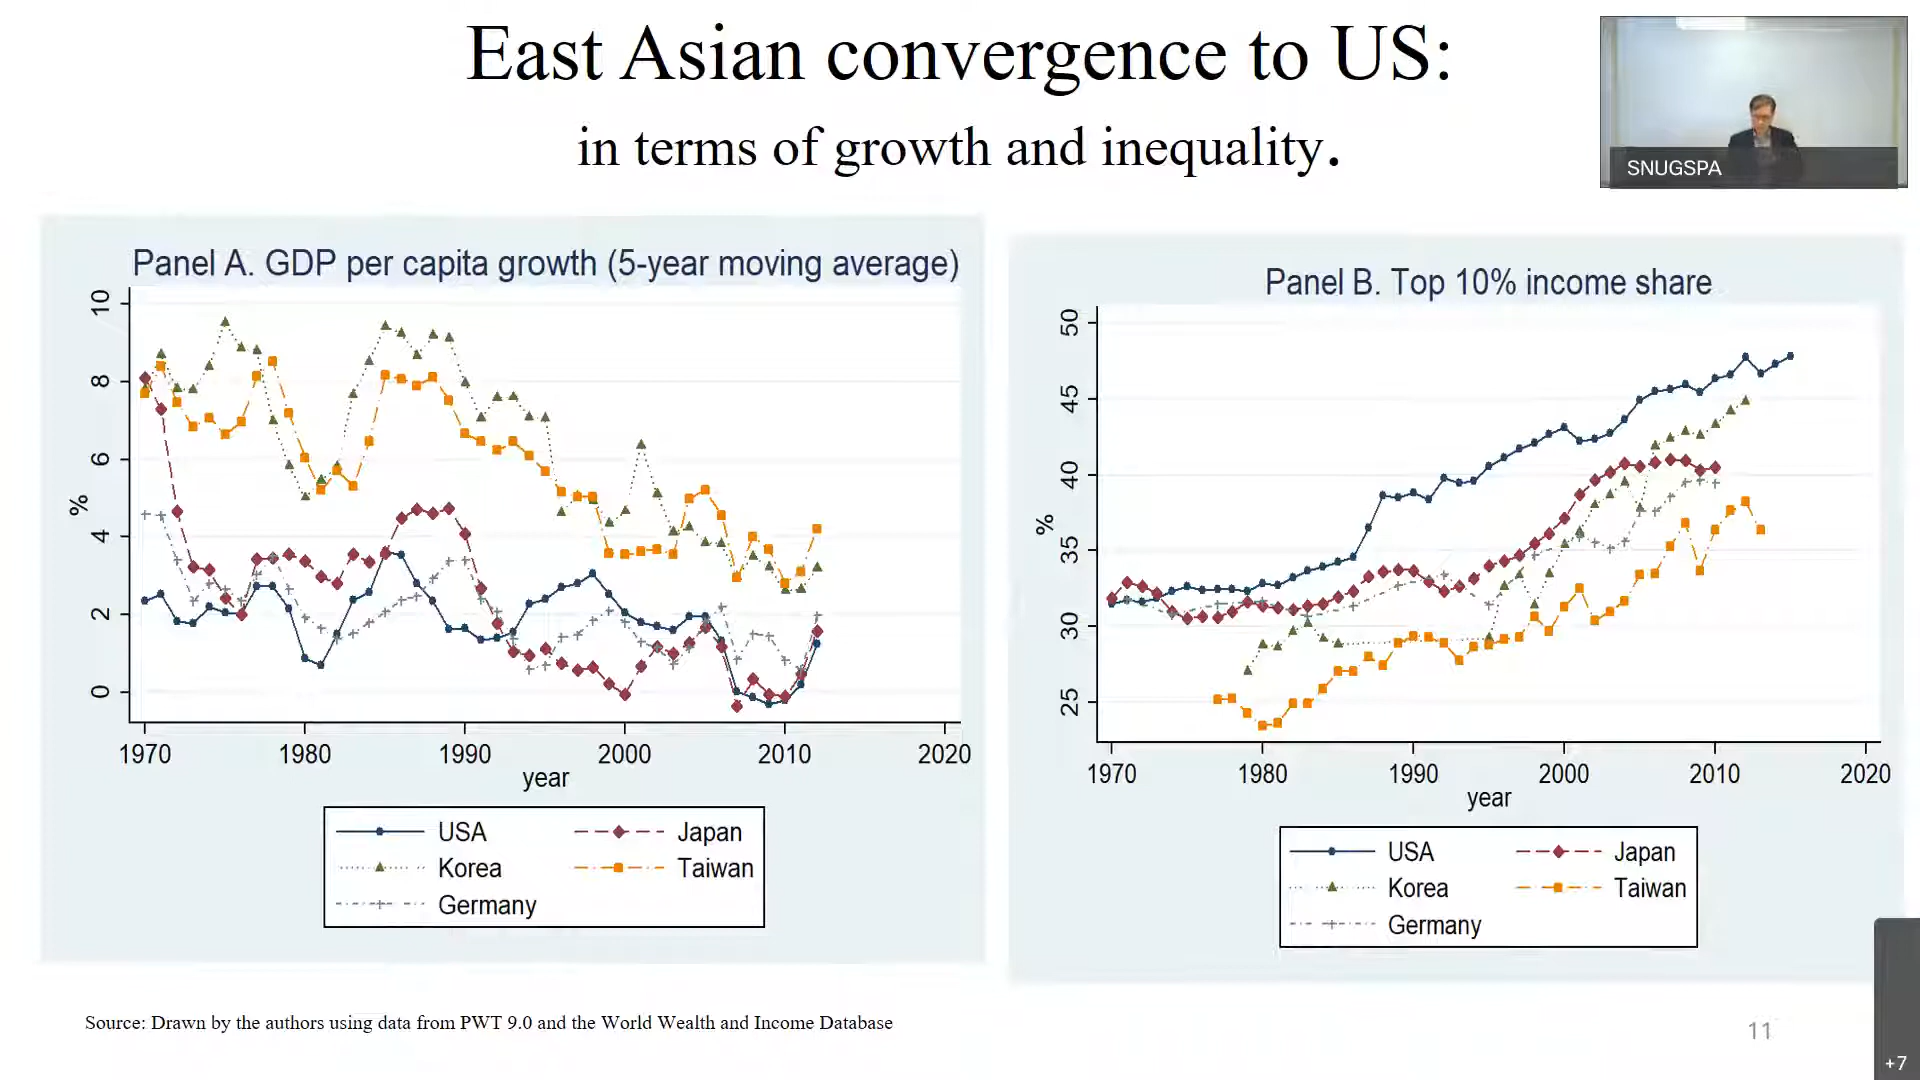 East Asian convergence to US:
in terms of growth and inequality.
SNUGSPA
Panel A. GDP per capita growth (5-year moving average)
10
8
6
4
2
0
%
1970 1980 1990 2000 2010 2020
year
USA Japan
Korea Taiwan
Germany
Panel B. Top 10% income share
50
45
40
35
30
25
%
1970 1980 1990 2000 2010 2020
year
USA Japan
Korea Taiwan
Germany
Source: Drawn by the authors using data from PWT 9.0 and the World Wealth and Income Database
11
+7